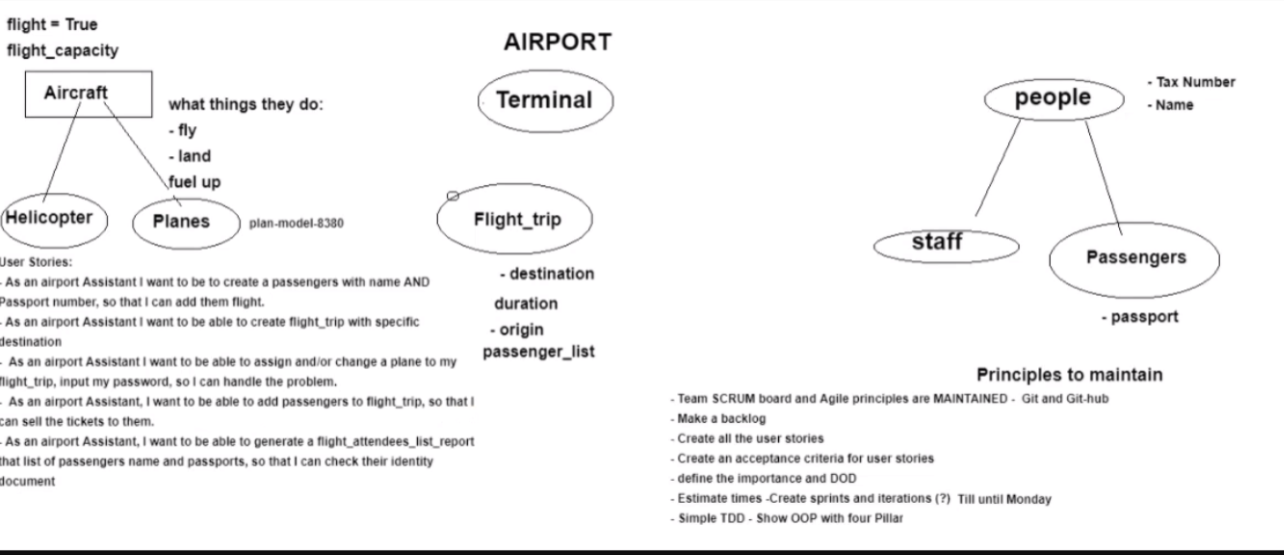 flight = True
flight_capacity
Aircraft
what things they do:
- fly
- land
fuel up
Helicopter
Planes
plan-model-8380
User Stories:
- As an airport Assistant I want to be to create a passengers with name AND
Passport number, so that I can add them flight.
- As an airport Assistant I want to be able to create flight_trip with specific
destination
- As an airport Assistant I want to be able to assign and/or change a plane to my
flight_trip, input my password, so I can handle the problem.
- As an airport Assistant, I want to be able to add passengers to flight_trip, so that I
can sell the tickets to them.
- As an airport Assistant, I want to be able to generate a flight_attendees_list_report
that list of passengers name and passports, so that I can check their identity
document
AIRPORT
Terminal
Flight_trip
- destination
duration
- origin
passenger_list
people
- Tax Number
- Name
staff
Passengers
- passport
Principles to maintain
- Team SCRUM board and Agile principles are MAINTAINED - Git and Git-hub
- Make a backlog
- Create all the user stories
- Create an acceptance criteria for user stories
- define the importance and DOD
- Estimate times -Create sprints and iterations (?) Till until Monday
- Simple TDD - Show OOP with four Pillar